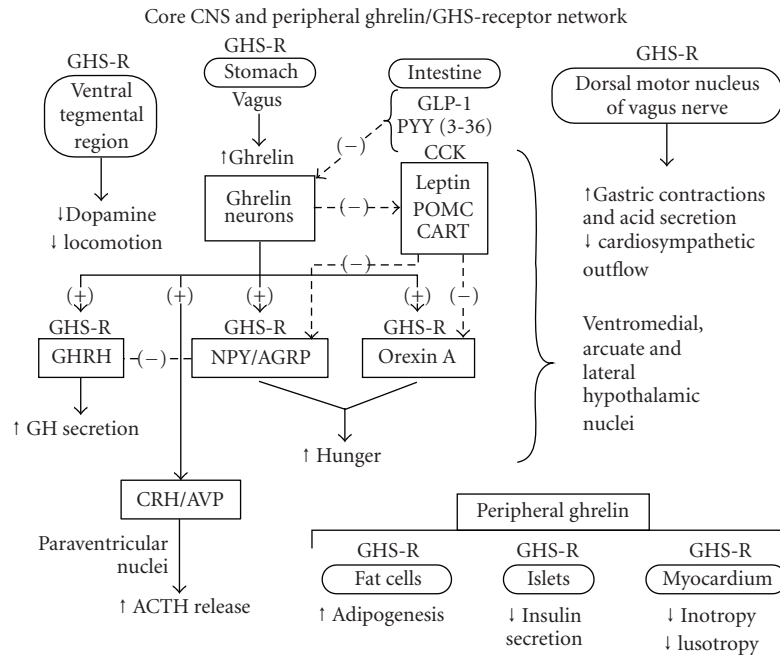 Core CNS and peripheral ghrelin/GHS-receptor network
GHS-R
Ventral
tegmental
region
↓Dopamine
↓ locomotion
GHS-R
Stomach
Vagus
↑Ghrelin
Ghrelin
neurons
Intestine
GLP-1
PYY (3-36)
CCK
(−)
(−)
Leptin
POMC
CART
GHS-R
Dorsal motor nucleus
of vagus nerve
↑Gastric contractions
and acid secretion
↓ cardiosympathetic
outflow
(−)
(−)
(+)
(+)
(+)
(+)
GHS-R
GHRH
(−)
GHS-R
NPY/AGRP
GHS-R
Orexin A
↑ GH secretion
↑ Hunger
Ventromedial,
arcuate and
lateral
hypothalamic
nuclei
CRH/AVP
Paraventricular
nuclei
↑ ACTH release
Peripheral ghrelin
GHS-R
Fat cells
↑ Adipogenesis
GHS-R
Islets
↓ Insulin
secretion
GHS-R
Myocardium
↓ Inotropy
↓ lusotropy